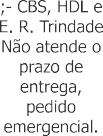 ;- CBS, HDL e
E. R. Trindade
Não atende o
prazo de
entrega,
pedido
emergencial.